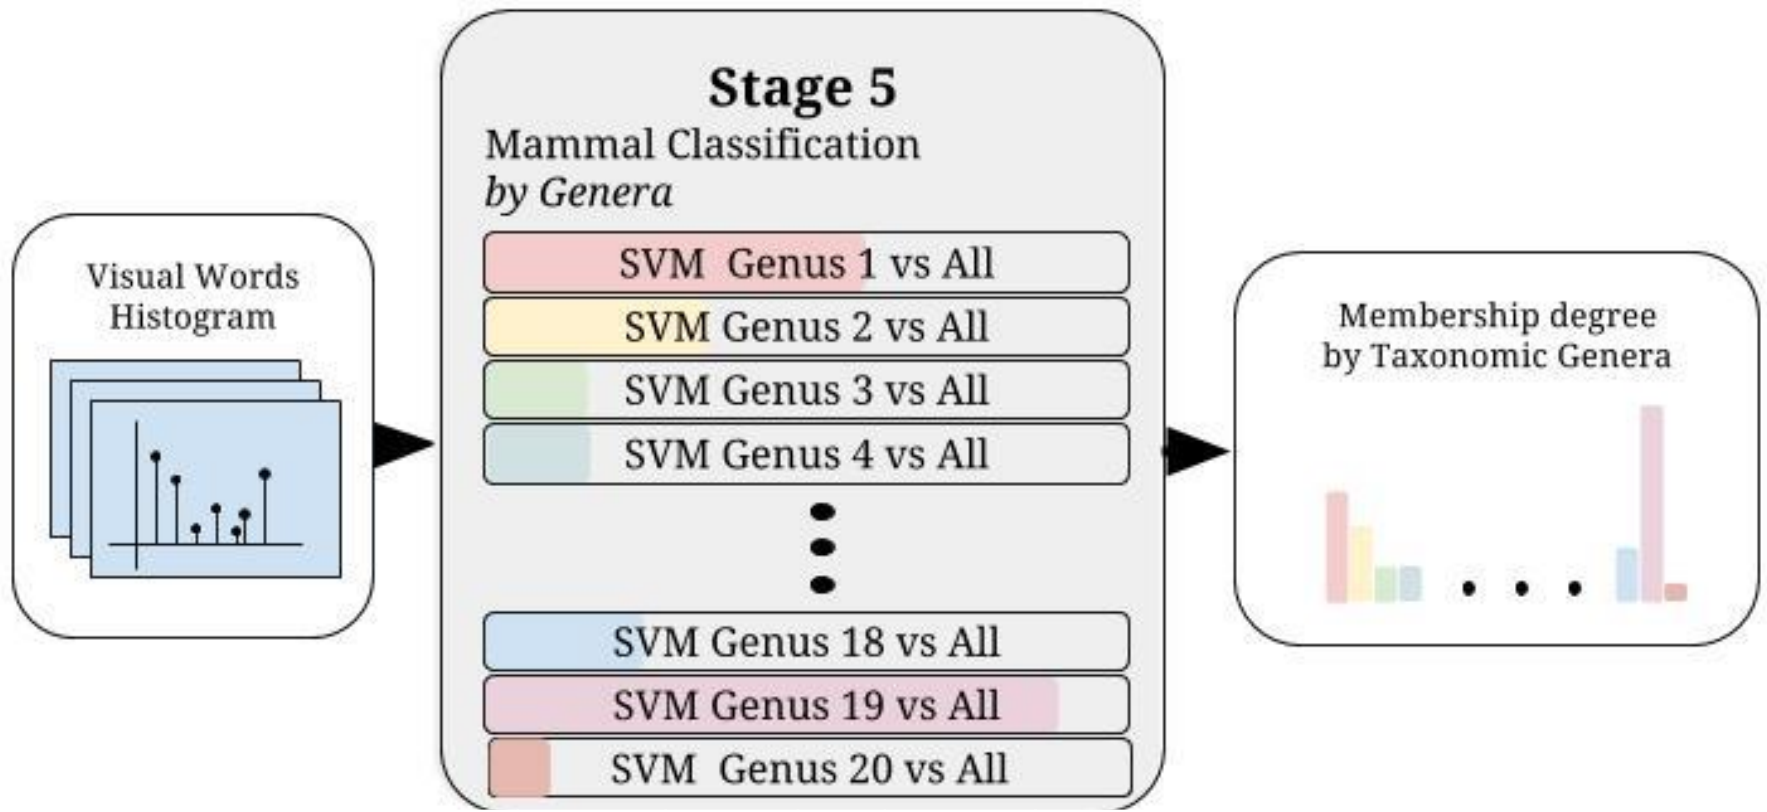 Visual Words
Histogram
Stage 5
Mammal Classification
by Genera
SVM  Genus 1 vs All
SVM Genus 2 vs All
SVM Genus 3 vs All
SVM Genus 4 vs All
SVM Genus 18 vs All
SVM Genus 19 vs All
SVM  Genus 20 vs All
Membership degree
by Taxonomic Genera